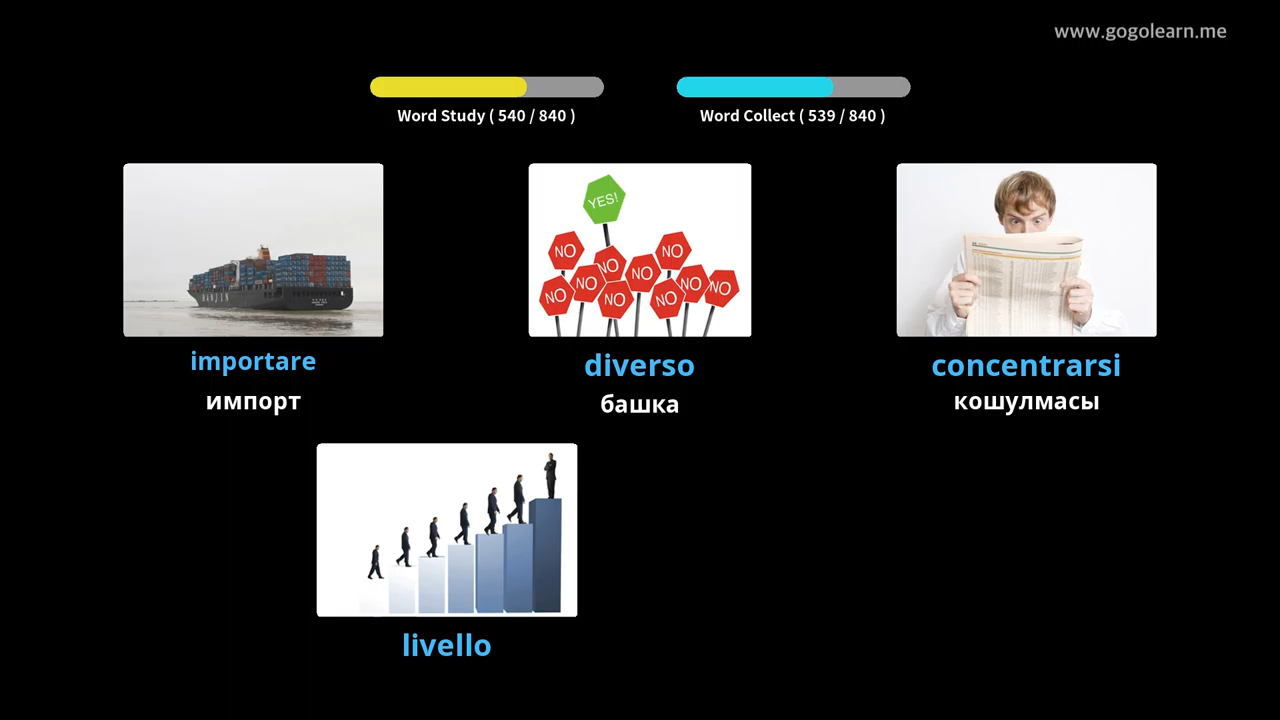 www.gogolearn.me
Word Study ( 540 / 840 )
Word Collect ( 539 / 840 )
HANJIN
YES!
NO
NO
NO
NO
NO
NO
NO
NO
NO
NO
importare
diverso
concentrarsi
импорт
башка
кошулмасы
livello